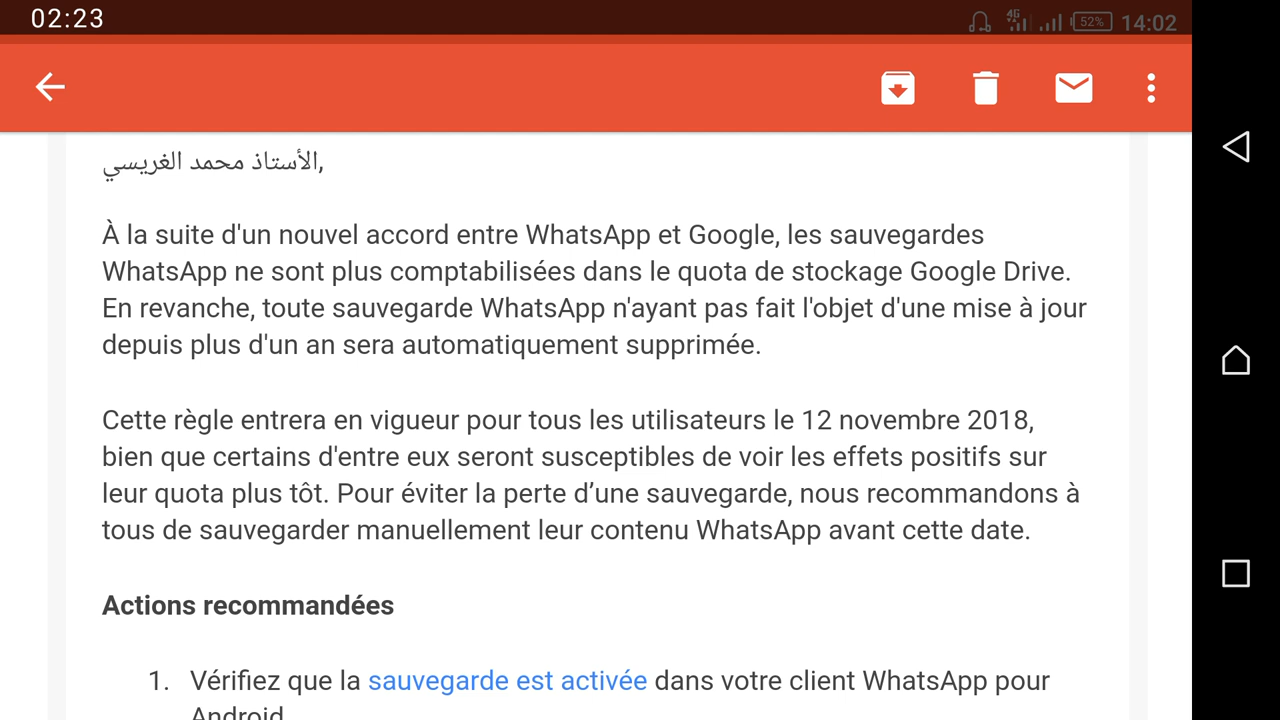 02:23
4G 52% 14:02
الأستاذ محمد الغريسي,
À la suite d'un nouvel accord entre WhatsApp et Google, les sauvegardes
WhatsApp ne sont plus comptabilisées dans le quota de stockage Google Drive.
En revanche, toute sauvegarde WhatsApp n'ayant pas fait l'objet d'une mise à jour
depuis plus d'un an sera automatiquement supprimée.
Cette règle entrera en vigueur pour tous les utilisateurs le 12 novembre 2018,
bien que certains d'entre eux seront susceptibles de voir les effets positifs sur
leur quota plus tôt. Pour éviter la perte d’une sauvegarde, nous recommandons à
tous de sauvegarder manuellement leur contenu WhatsApp avant cette date.
Actions recommandées
1. Vérifiez que la sauvegarde est activée dans votre client WhatsApp pour
Android